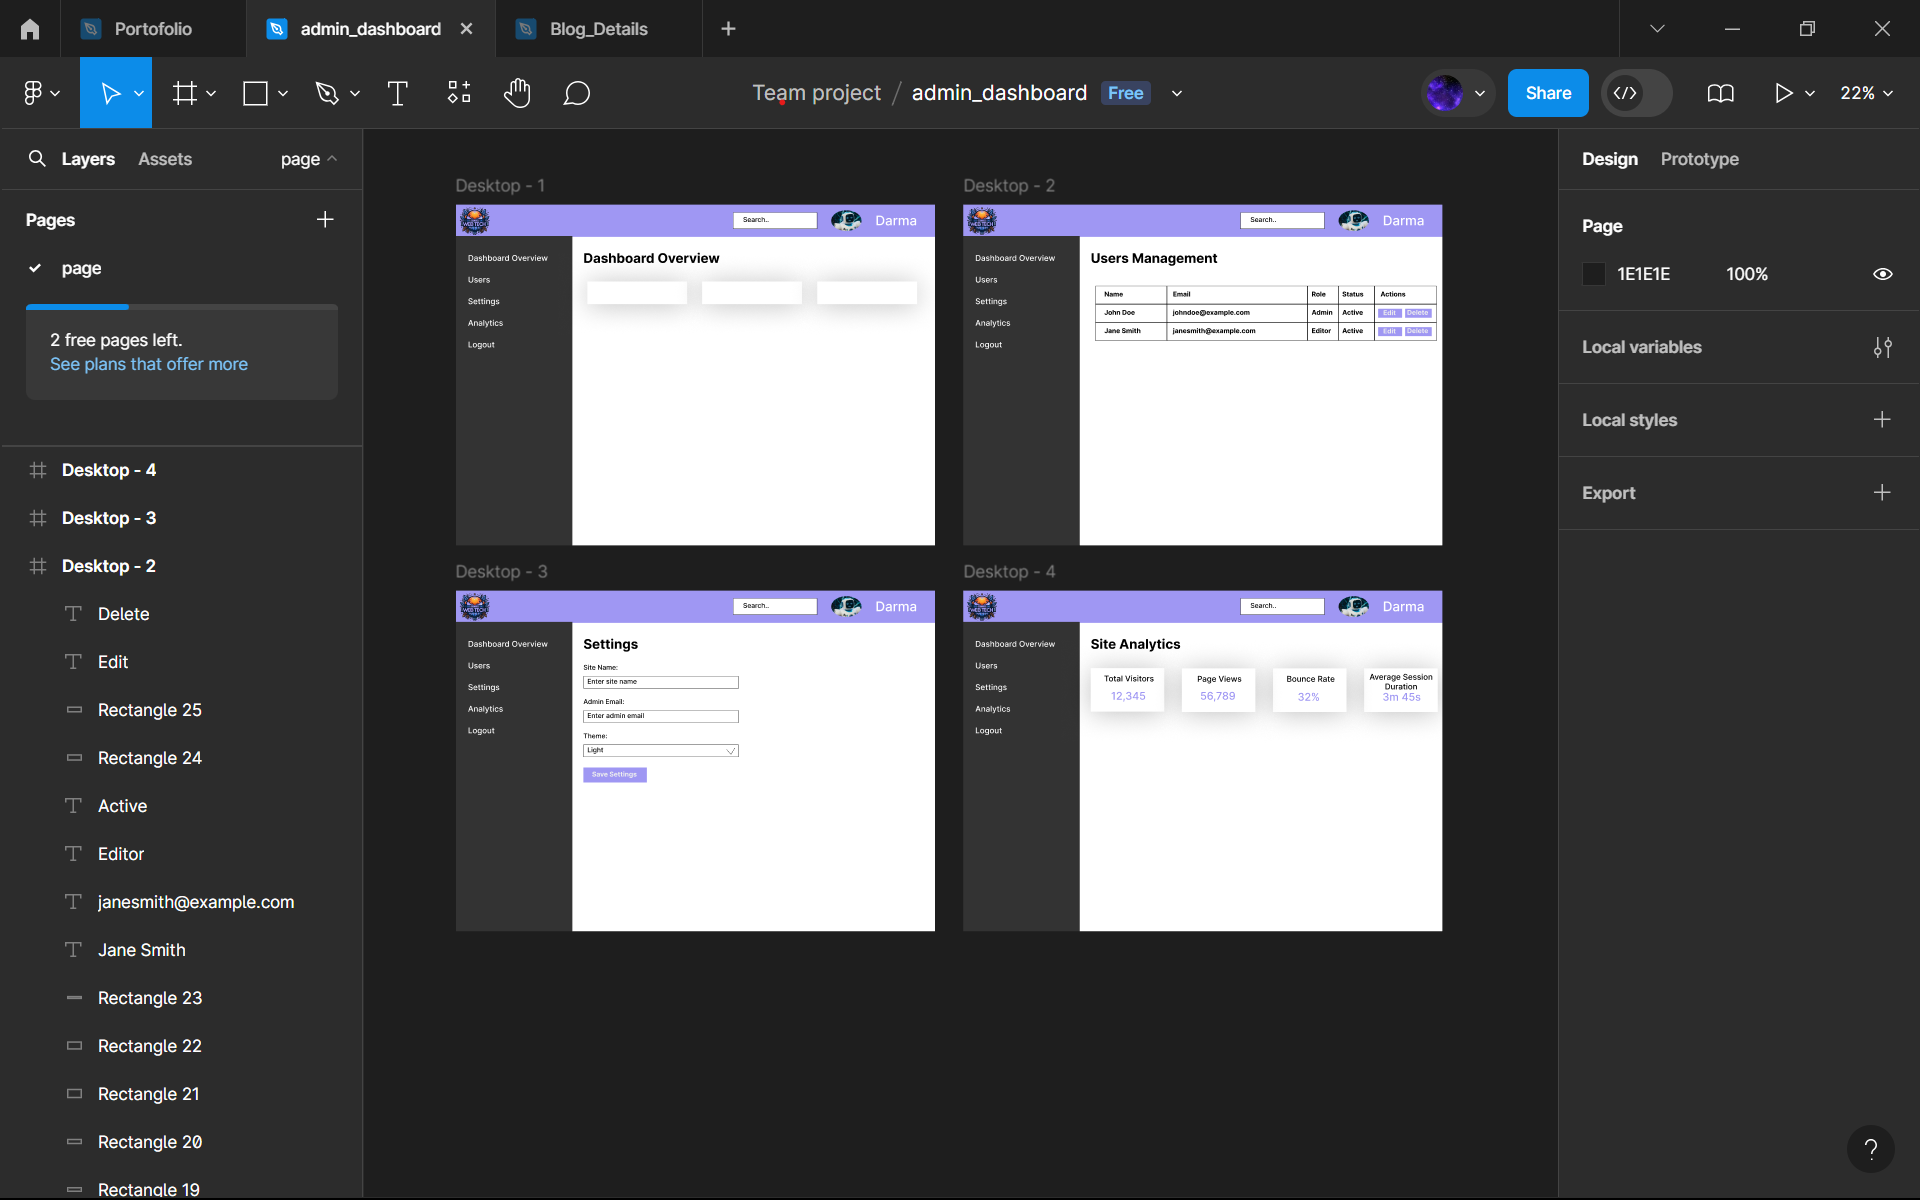 Portofolio
admin_dashboard
Blog_Details
Team project / admin_dashboard
Free
Share
22%
Layers
Assets
page
Pages
page
2 free pages left.
See plans that offer more
Desktop - 4
Desktop - 3
Desktop - 2
Delete
Edit
Rectangle 25
Rectangle 24
Active
Editor
janesmith@example.com
Jane Smith
Rectangle 23
Rectangle 22
Rectangle 21
Rectangle 20
Rectangle 19
Desktop - 1
WEB TECH
Search..
Darma
Dashboard Overview
Users
Settings
Analytics
Logout
Dashboard Overview
Desktop - 2
WEB TECH
Search..
Darma
Dashboard Overview
Users
Settings
Analytics
Logout
Users Management
Name Email Role Status Actions
John Doe johndoe@example.com Admin Active Edit Delete
Jane Smith janesmith@example.com Editor Active Edit Delete
Desktop - 3
WEB TECH
Search..
Darma
Dashboard Overview
Users
Settings
Analytics
Logout
Settings
Site Name:
Enter site name
Admin Email:
Enter admin email
Theme:
Light
Save Settings
Desktop - 4
WEB TECH
Search..
Darma
Dashboard Overview
Users
Settings
Analytics
Logout
Site Analytics
Total Visitors
12,345
Page Views
56,789
Bounce Rate
32%
Average Session
Duration
3m 45s
Design
Prototype
Page
1E1E1E
100%
Local variables
Local styles
Export
?